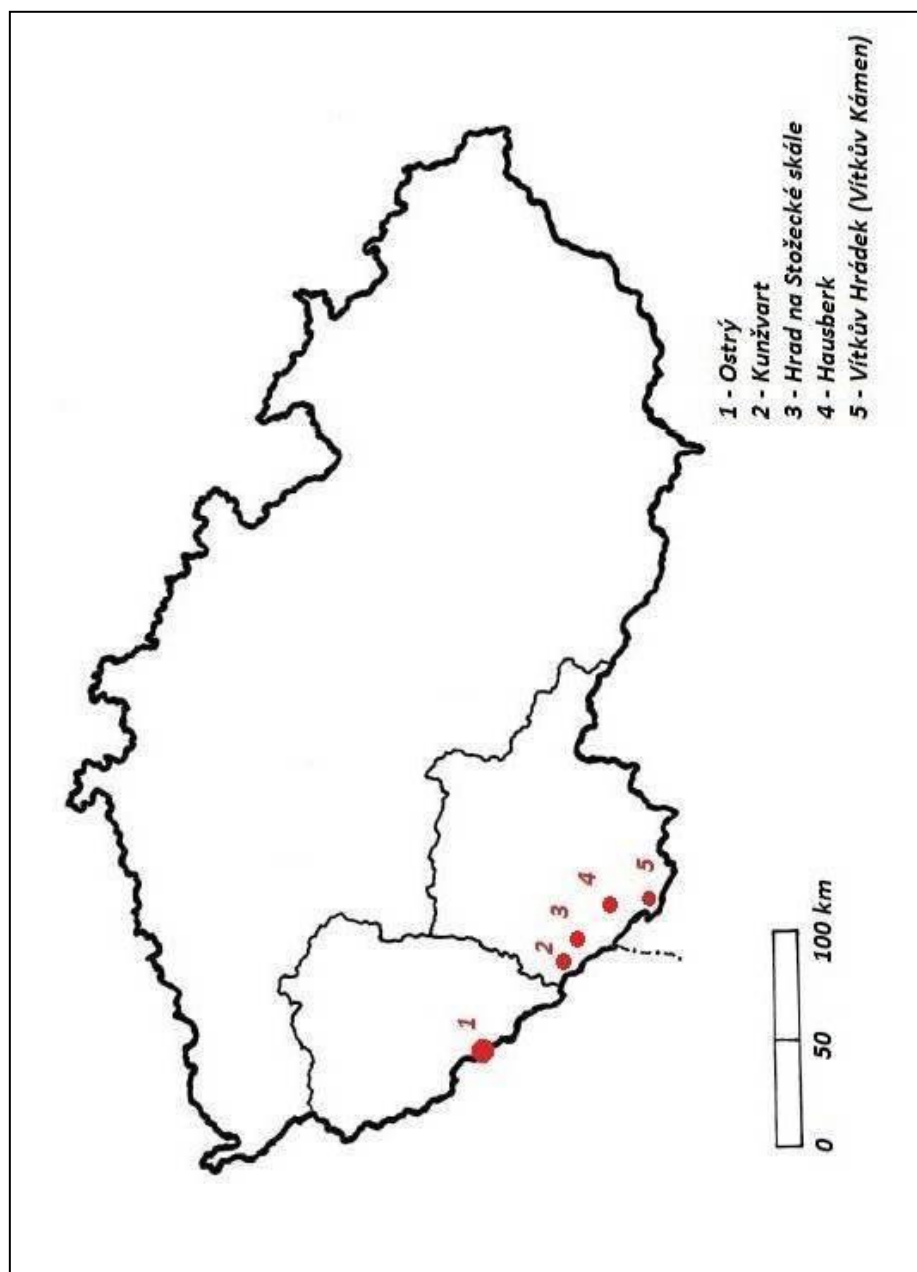 1
2
3
4
5
0 50 100 km
1 - Ostrý
2 - Kunžvart
3 - Hrad na Stožecké skále
4 - Hausberk
5 - Vítkův Hrádek (Vítkův Kámen)